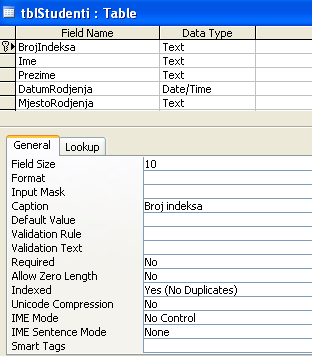 tblStudenti : Table
Field Name Data Type
BrojIndeksa Text
Ime Text
Prezime Text
DatumRodjenja Date/Time
MjestoRodjenja Text
General Lookup
Field Size 10
Format
Input Mask
Caption Broj indeksa
Default Value
Validation Rule
Validation Text
Required No
Allow Zero Length No
Indexed Yes (No Duplicates)
Unicode Compression No
IME Mode No Control
IME Sentence Mode None
Smart Tags